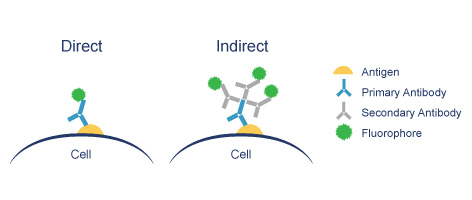 Direct
Indirect
Cell
Cell
Antigen
Primary Antibody
Secondary Antibody
Fluorophore